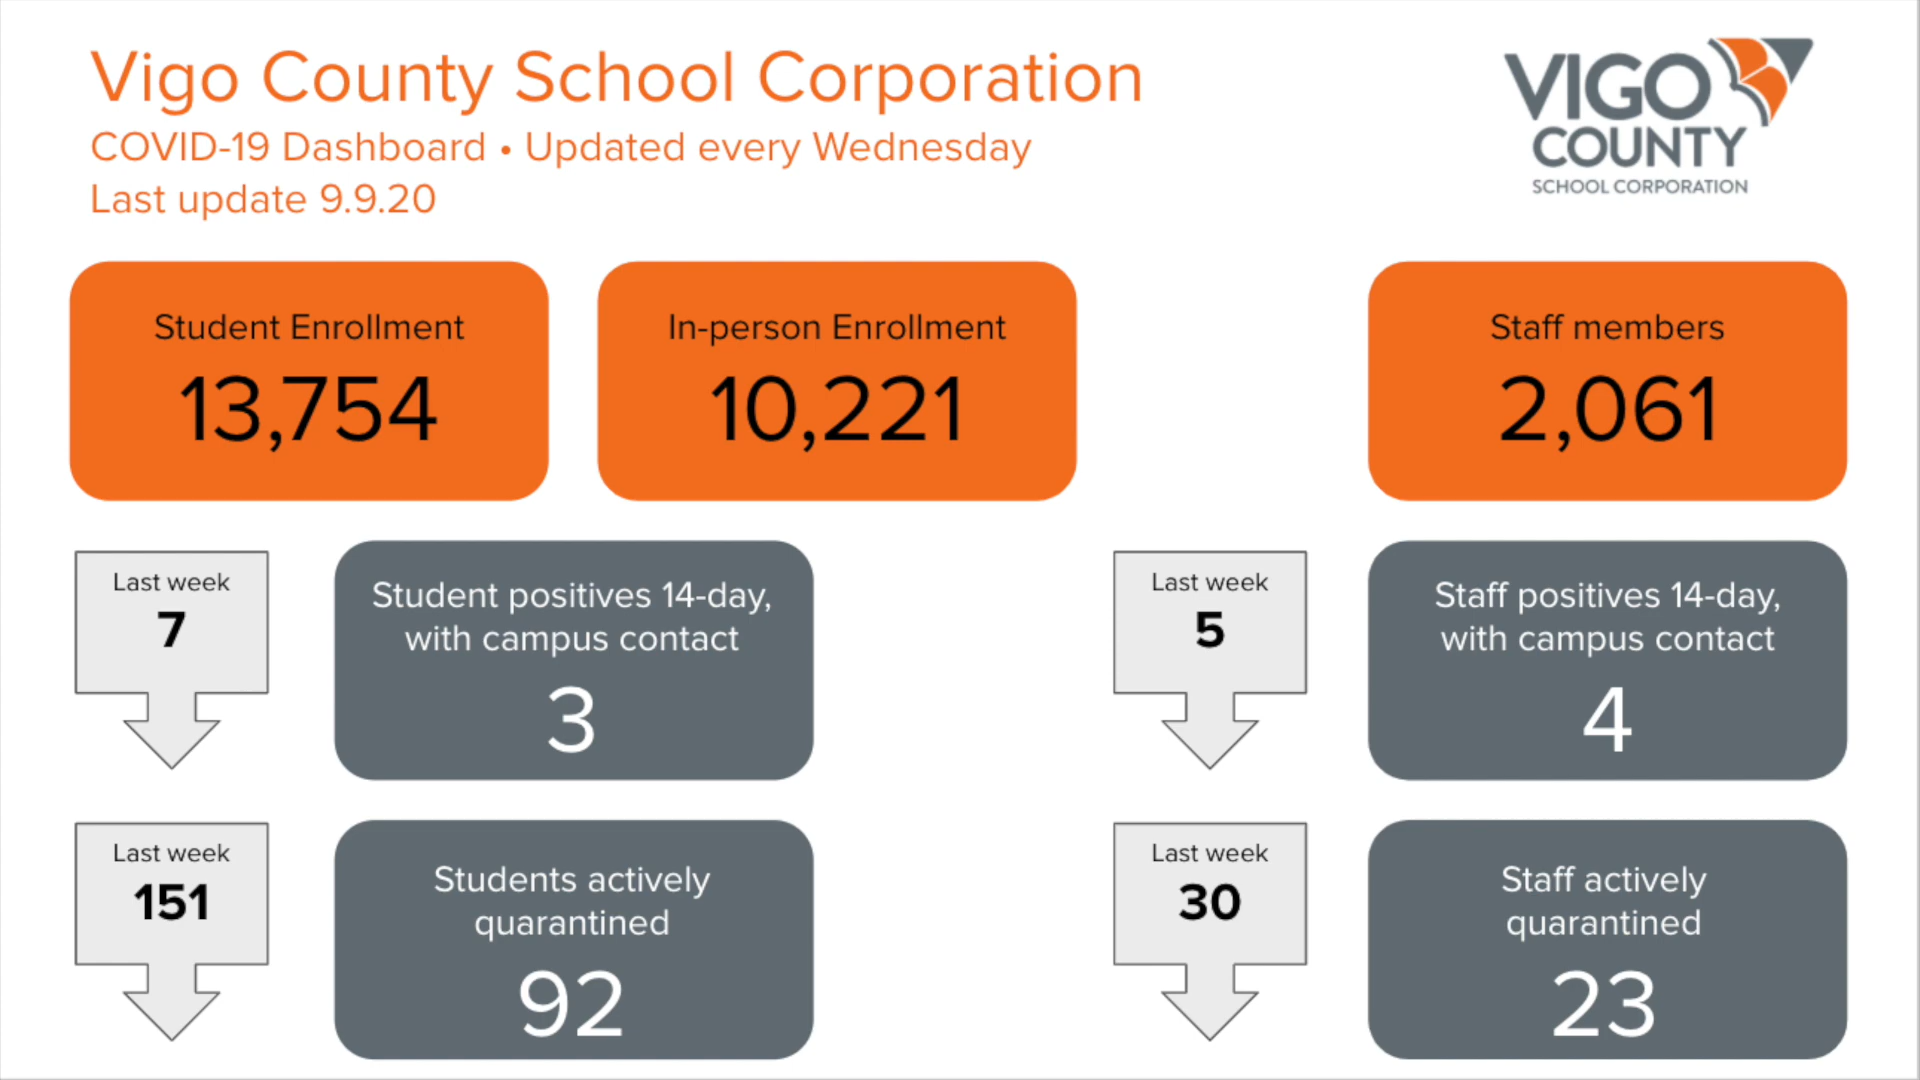 Vigo County School Corporation
COVID-19 Dashboard • Updated every Wednesday
Last update 9.9.20
VIGO
COUNTY
SCHOOL CORPORATION
Student Enrollment
13,754
In-person Enrollment
10,221
Staff members
2,061
Last week
7
Student positives 14-day,
with campus contact
3
Last week
5
Staff positives 14-day,
with campus contact
4
Last week
151
Students actively
quarantined
92
Last week
30
Staff actively
quarantined
23